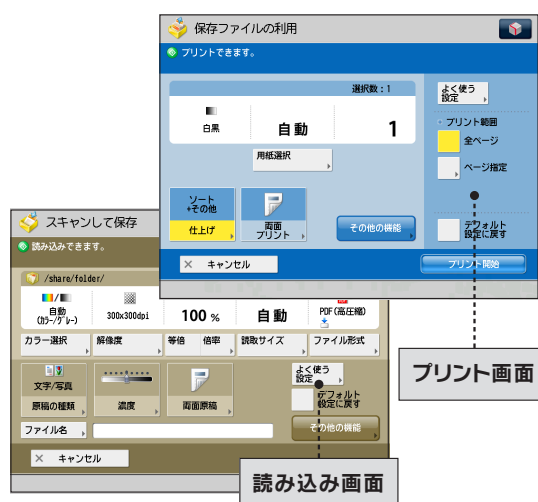 保存ファイルの利用
プリントできます。
選択数:1
白黒
自動
1
用紙選択
ソート
+その他
仕上げ
両面
プリント
その他の機能
よく使う
設定
プリント範囲
全ページ
ページ指定
デフォルト
設定に戻す
× キャンセル
プリント開始
プリント画面
スキャンして保存
読み込みできます。
/share/folder/
自動
(カラー/グレー)
300x300dpi
100 %
自動
PDF(高圧縮)
カラー選択
解像度
等倍
倍率
読取サイズ
ファイル形式
文字/写真
原稿の種類
濃度
両面原稿
よく使う
設定
デフォルト
設定に戻す
ファイル名
その他の機能
× キャンセル
読み込み画面